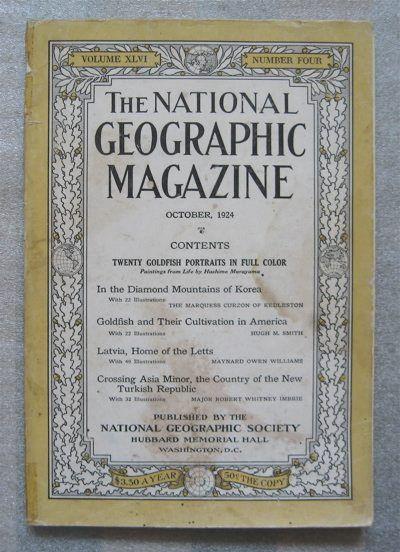 VOLUME XLVI
NUMBER FOUR
THE NATIONAL
GEOGRAPHIC
MAGAZINE
OCTOBER, 1924
CONTENTS
TWENTY GOLDFISH PORTRAITS IN FULL COLOR
Paintings from Life by Hashime Murayama
In the Diamond Mountains of Korea
With 22 Illustrations THE MARQUESS CURZON OF KEDLESTON
Goldfish and Their Cultivation in America
With 22 Illustrations HUGH M. SMITH
Latvia, Home of the Letts
With 40 Illustrations MAYNARD OWEN WILLIAMS
Crossing Asia Minor, the Country of the New
Turkish Republic
With 32 Illustrations MAJOR ROBERT WHITNEY IMBRIE
PUBLISHED BY THE
NATIONAL GEOGRAPHIC SOCIETY
HUBBARD MEMORIAL HALL
WASHINGTON, D.C.
$3.50 A YEAR
50¢ THE COPY